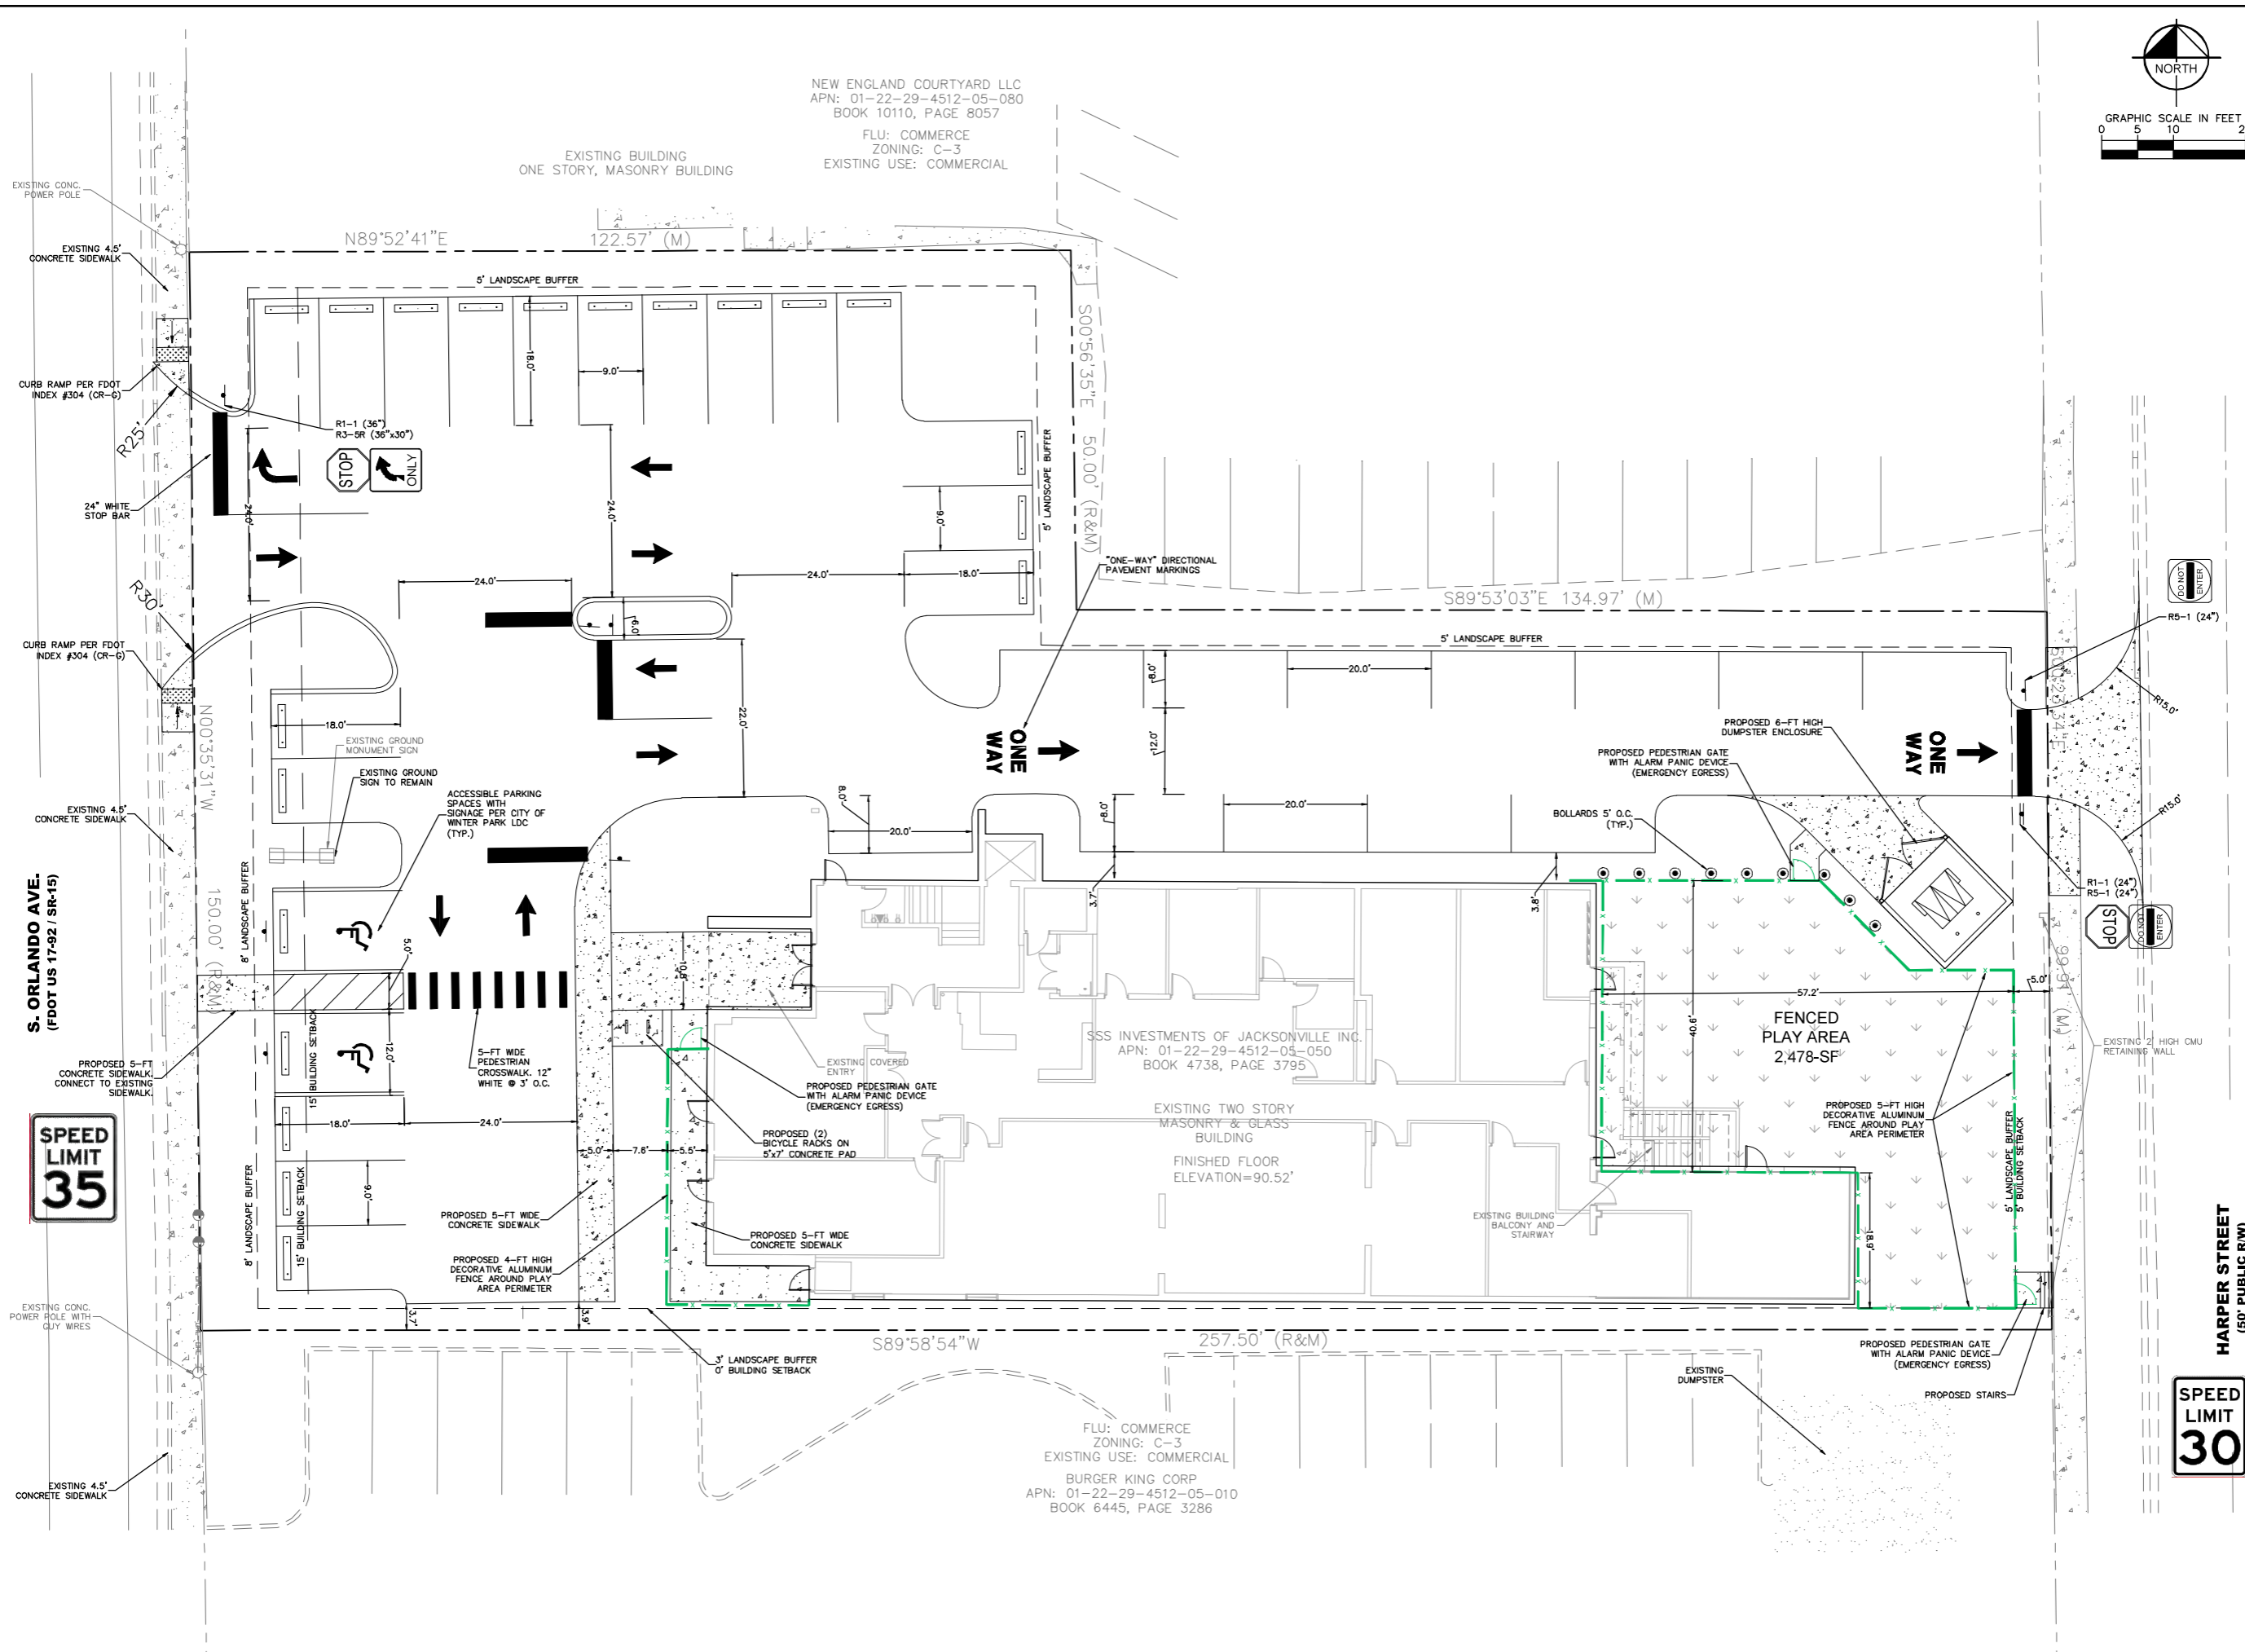 NORTH
GRAPHIC SCALE IN FEET
0 5 10
NEW ENGLAND COURTYARD LLC
APN: 01-22-29-4512-05-080
BOOK 10110, PAGE 8057
FLU: COMMERCE
ZONING: C-3
EXISTING USE: COMMERCIAL
EXISTING BUILDING
ONE STORY, MASONRY BUILDING
EXISTING CONC.
POWER POLE
EXISTING 4.5'
CONCRETE SIDEWALK
N89°52'41"E
122.57' (M)
5' LANDSCAPE BUFFER
S00°56'35"E 50.00' (R&M)
5' LANDSCAPE BUFFER
18.0'
9.0'
CURB RAMP PER FDOT
INDEX #304 (CR-G)
R25'
R1-1 (36")
R3-5R (36"x30")
STOP
ONLY
24" WHITE
STOP BAR
24.0'
24.0'
9.0'
24.0'
24.0'
18.0'
"ONE-WAY" DIRECTIONAL
PAVEMENT MARKINGS
S89°53'03"E 134.97' (M)
5' LANDSCAPE BUFFER
DO NOT
ENTER
R5-1 (24")
R30'
6.0'
CURB RAMP PER FDOT
INDEX #304 (CR-G)
18.0'
22.0'
8.0'
20.0'
12.0'
ONE
WAY
ONE
WAY
R15.0'
R15.0'
N00°35'31"W
150.00' (R&M)
EXISTING GROUND
MONUMENT SIGN
EXISTING GROUND
SIGN TO REMAIN
ACCESSIBLE PARKING
SPACES WITH
SIGNAGE PER CITY OF
WINTER PARK LDC
(TYP.)
PROPOSED 6-FT HIGH
DUMPSTER ENCLOSURE
PROPOSED PEDESTRIAN GATE
WITH ALARM PANIC DEVICE
(EMERGENCY EGRESS)
BOLLARDS 5' O.C.
(TYP.)
8.0'
20.0'
8.0'
20.0'
3.7'
3.8'
EXISTING 4.5'
CONCRETE SIDEWALK
S. ORLANDO AVE.
(FDOT US 17-92 / SR-15)
8' LANDSCAPE BUFFER
R1-1 (24")
R5-1 (24")
STOP
DO NOT
ENTER
99.91' (M)
5.0'
10.8'
40.6'
57.2'
5.0'
FENCED
PLAY AREA
2,478-SF
SSS INVESTMENTS OF JACKSONVILLE INC.
APN: 01-22-29-4512-05-050
BOOK 4738, PAGE 3795
EXISTING 2' HIGH CMU
RETAINING WALL
PROPOSED 5-FT
CONCRETE SIDEWALK.
CONNECT TO EXISTING
SIDEWALK.
15' BUILDING SETBACK
12.0'
5-FT WIDE
PEDESTRIAN
CROSSWALK. 12"
WHITE @ 3' O.C.
EXISTING COVERED
ENTRY
PROPOSED PEDESTRIAN GATE
WITH ALARM PANIC DEVICE
(EMERGENCY EGRESS)
PROPOSED (2)
BICYCLE RACKS ON
5'x7' CONCRETE PAD
EXISTING TWO STORY
MASONRY & GLASS
BUILDING
FINISHED FLOOR
ELEVATION=90.52'
PROPOSED 5-FT HIGH
DECORATIVE ALUMINUM
FENCE AROUND PLAY
AREA PERIMETER
SPEED
LIMIT
35
18.0'
24.0'
5.0'
7.6'
5.5'
9.0'
8' LANDSCAPE BUFFER
15' BUILDING SETBACK
PROPOSED 5-FT WIDE
CONCRETE SIDEWALK
PROPOSED 5-FT WIDE
CONCRETE SIDEWALK
PROPOSED 4-FT HIGH
DECORATIVE ALUMINUM
FENCE AROUND PLAY
AREA PERIMETER
EXISTING BUILDING
BALCONY AND
STAIRWAY
18.9'
5' LANDSCAPE BUFFER
5' BUILDING SETBACK
HARPER STREET
(50' PUBLIC R/W)
EXISTING CONC.
POWER POLE WITH
GUY WIRES
3.7'
3.9'
S89°58'54"W
257.50' (R&M)
3' LANDSCAPE BUFFER
0' BUILDING SETBACK
EXISTING
DUMPSTER
PROPOSED PEDESTRIAN GATE
WITH ALARM PANIC DEVICE
(EMERGENCY EGRESS)
PROPOSED STAIRS
SPEED
LIMIT
30
FLU: COMMERCE
ZONING: C-3
EXISTING USE: COMMERCIAL
BURGER KING CORP
APN: 01-22-29-4512-05-010
BOOK 6445, PAGE 3286
EXISTING 4.5'
CONCRETE SIDEWALK